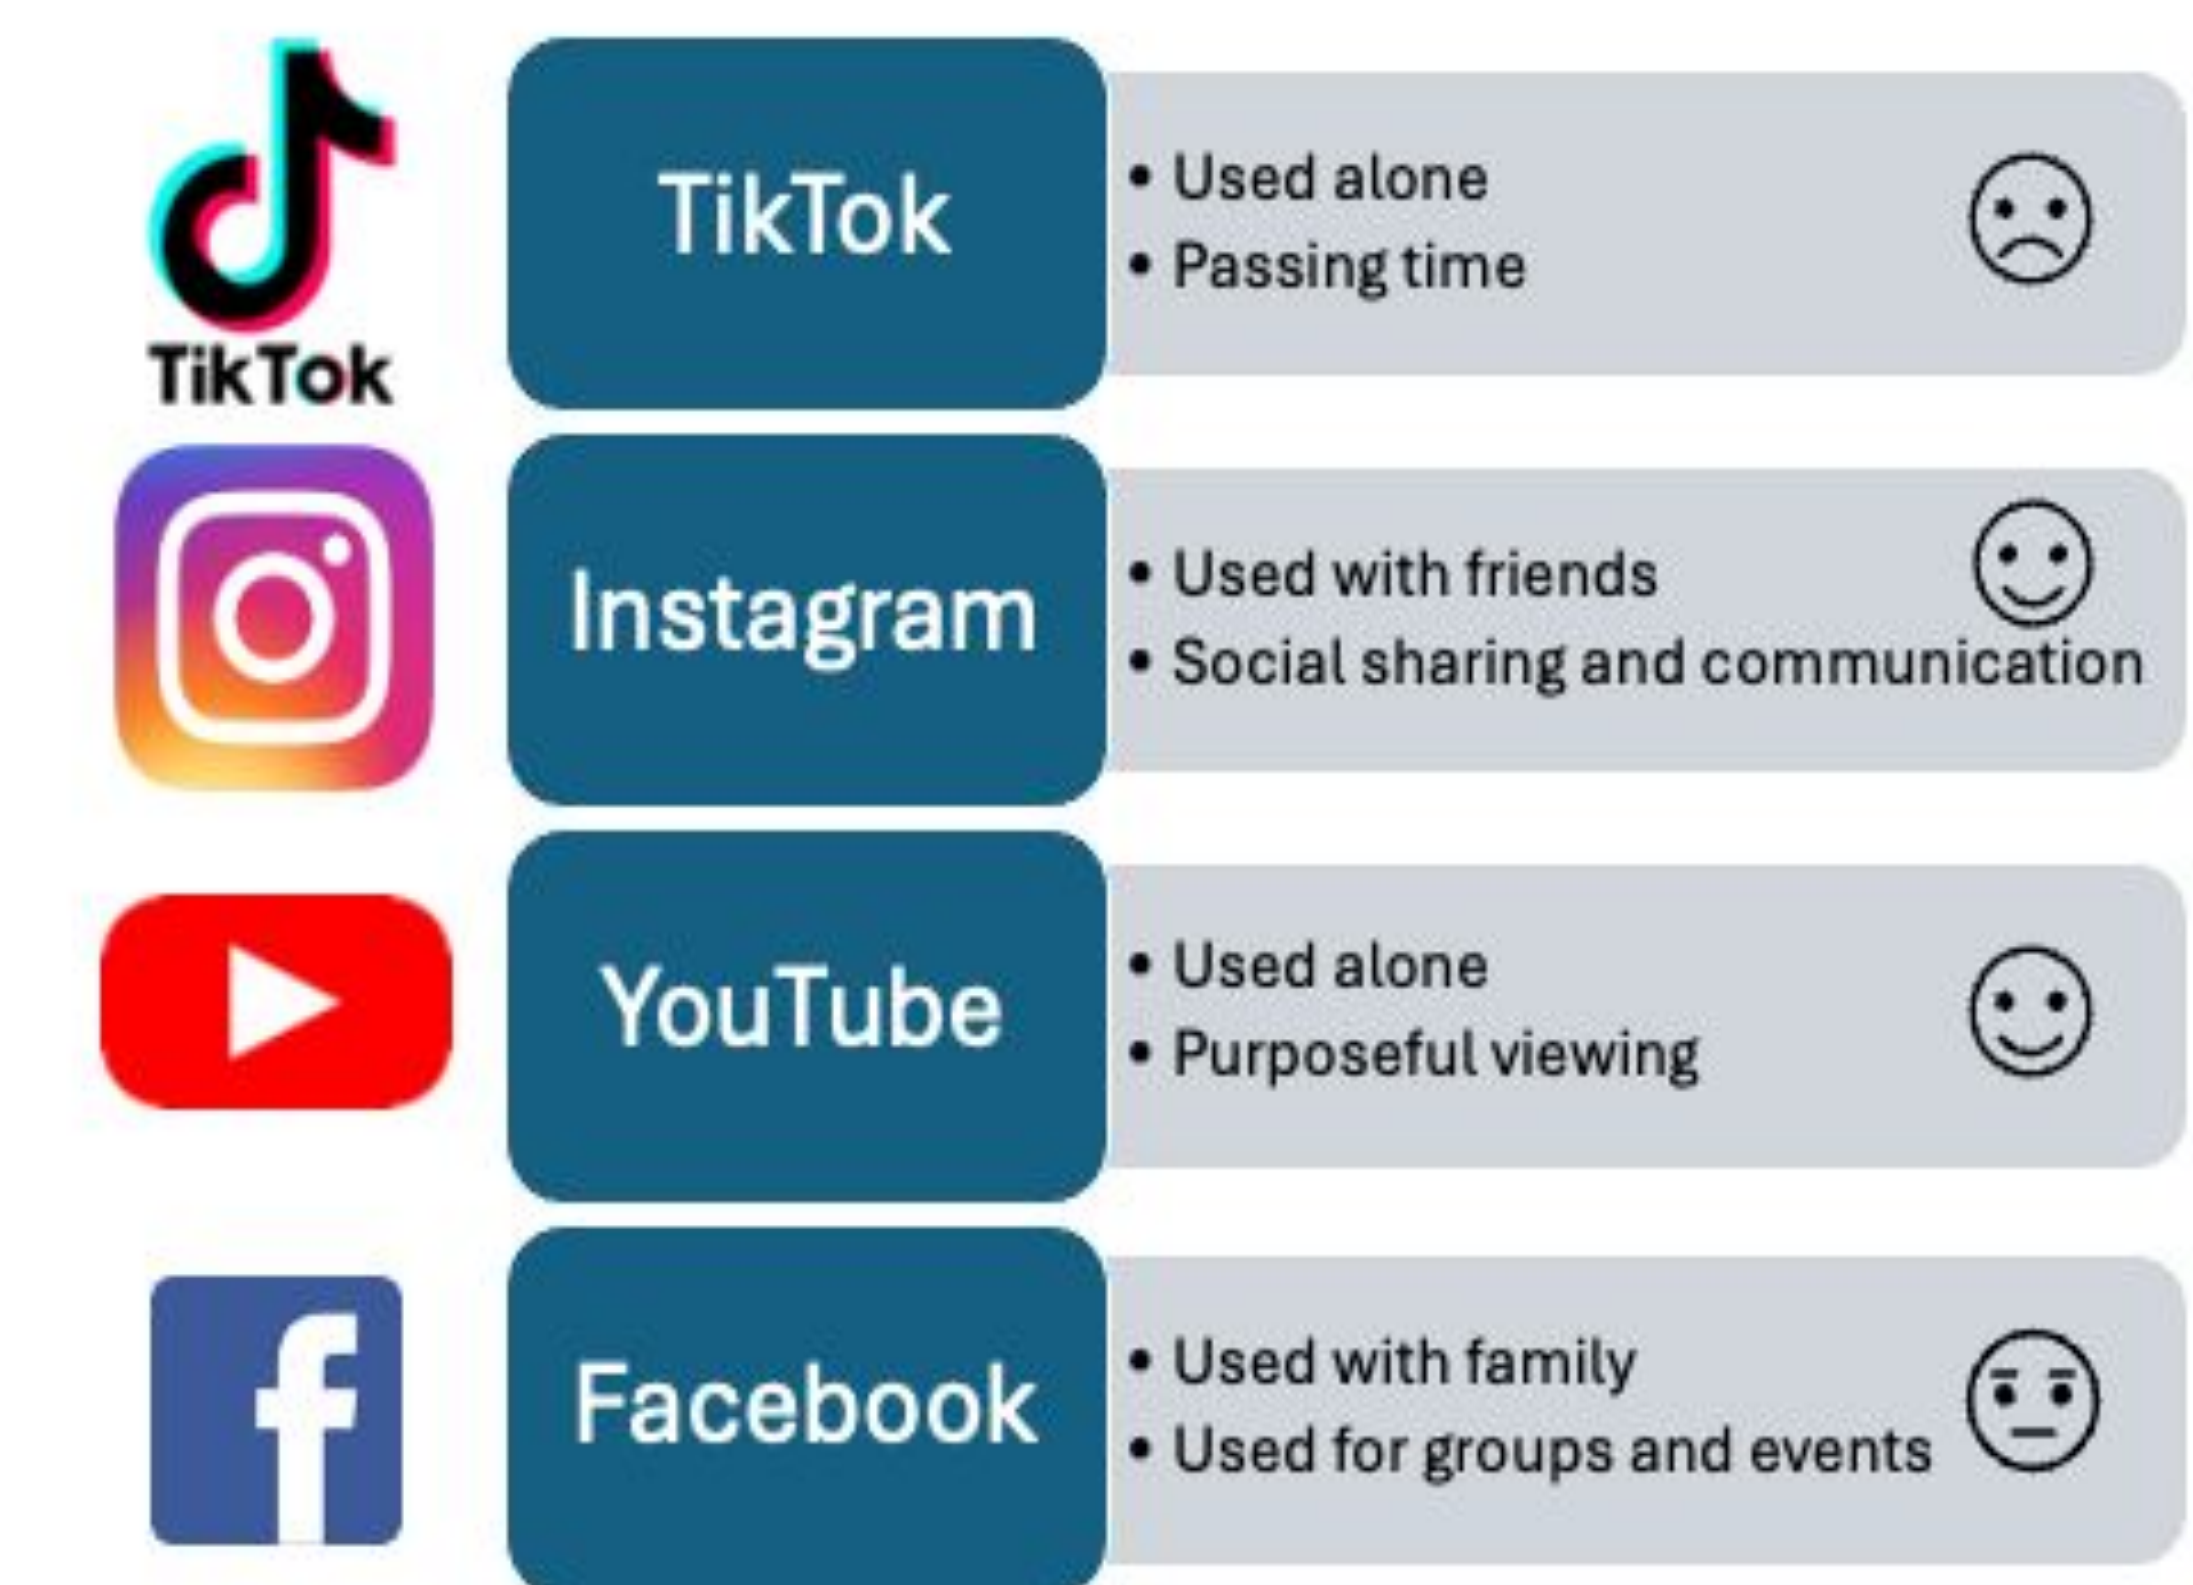 TikTok
TikTok
• Used alone
• Passing time
Instagram
• Used with friends
• Social sharing and communication
YouTube
• Used alone
• Purposeful viewing
f
Facebook
• Used with family
• Used for groups and events